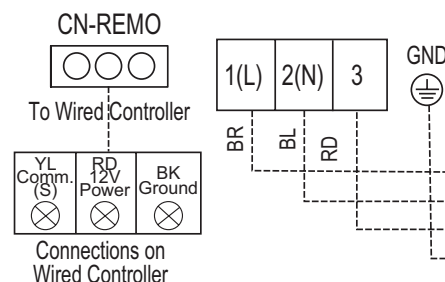 CN-REMO
To Wired Controller
YL
Comm.
(S)
RD
12V
Power
BK
Ground
Connections on
Wired Controller
1(L) 2(N) 3
GND
BR BL RD